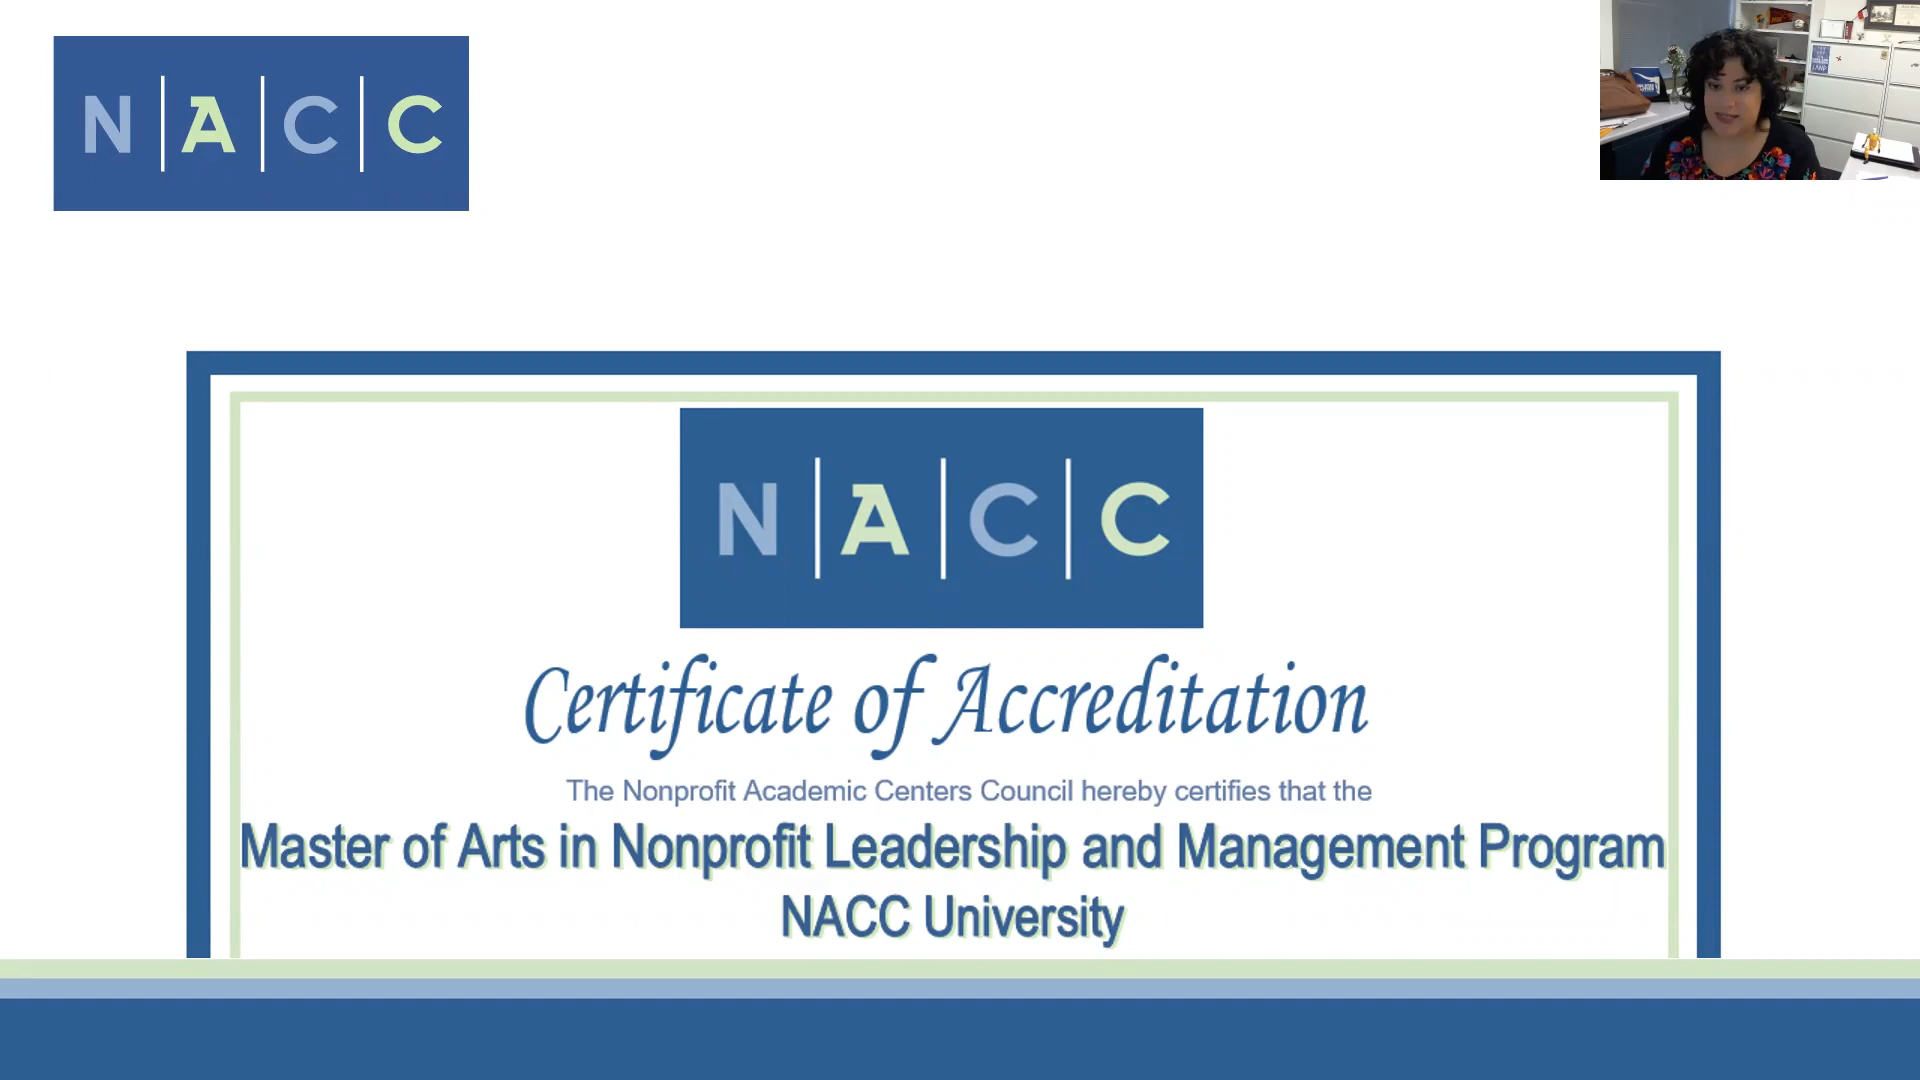 N|A|C|C
N|A|C|C
Certificate of Accreditation
The Nonprofit Academic Centers Council hereby certifies that the
Master of Arts in Nonprofit Leadership and Management Program
NACC University